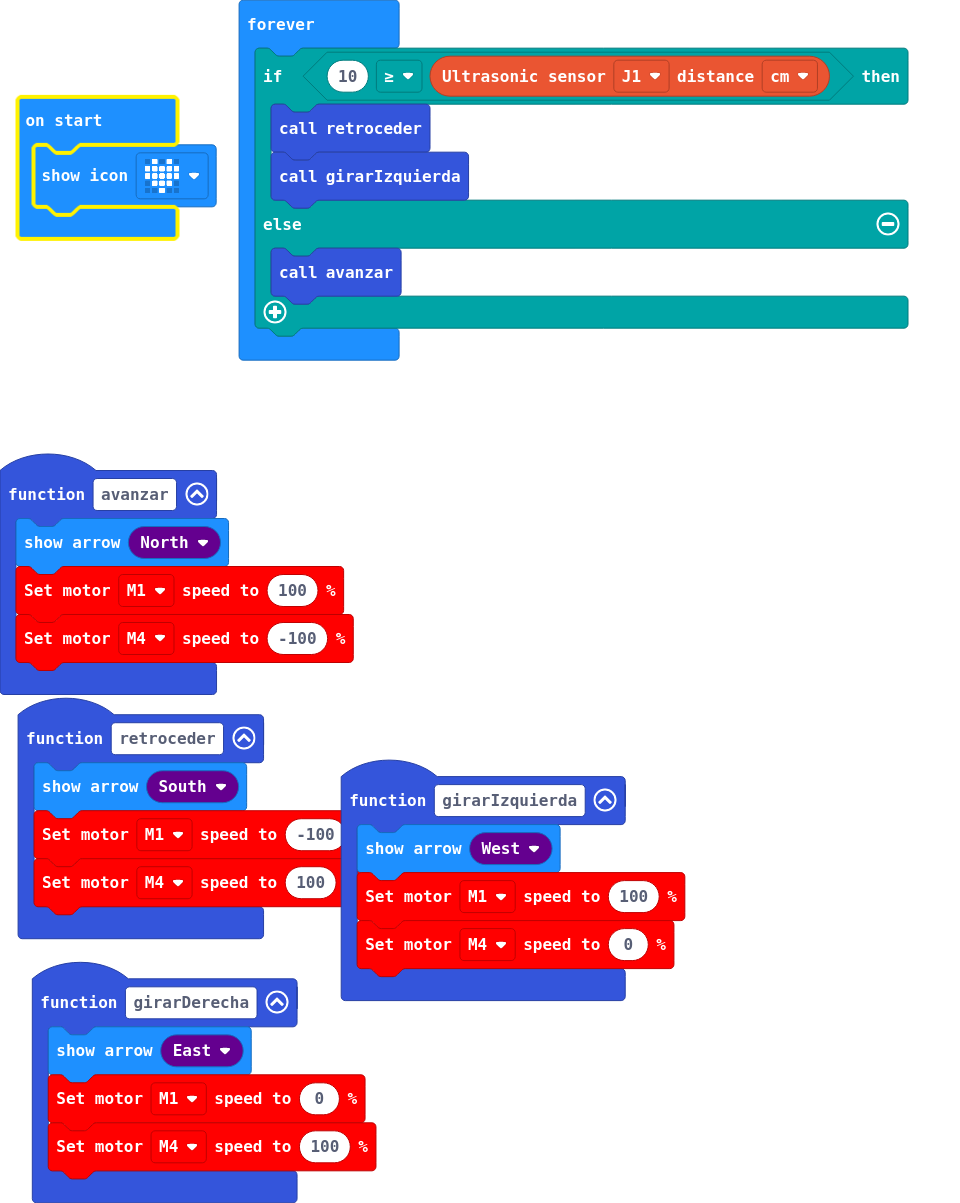 forever
if 10 ≥ Ultrasonic sensor J1 distance cm then
on start
call retroceder
show icon
call girarIzquierda
else
call avanzar
function avanzar
show arrow North
Set motor M1 speed to 100 %
Set motor M4 speed to -100 %
function retroceder
show arrow South
Set motor M1 speed to -100
Set motor M4 speed to 100
function girarIzquierda
show arrow West
Set motor M1 speed to 100 %
Set motor M4 speed to 0 %
function girarDerecha
show arrow East
Set motor M1 speed to 0 %
Set motor M4 speed to 100 %